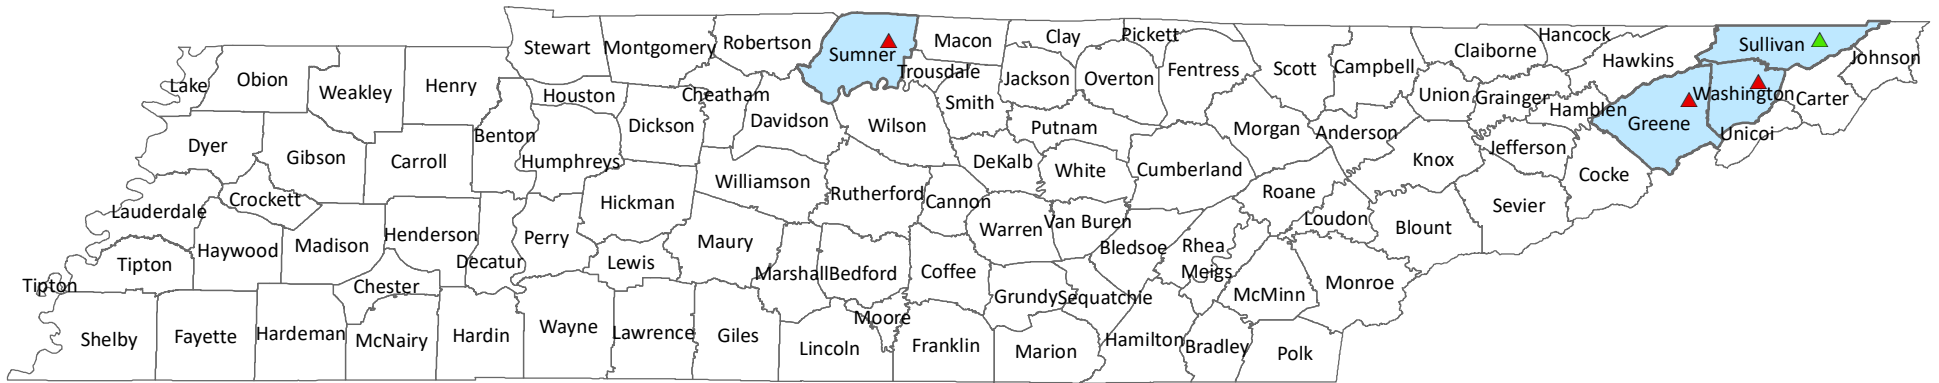 Stewart
Montgomery
Robertson
Sumner
Macon
Clay
Pickett
Hancock
Claiborne
Hawkins
Sullivan
Johnson
Lake
Obion
Weakley
Henry
Houston
Cheatham
Trousdale
Jackson
Overton
Fentress
Scott
Campbell
Union
Grainger
Hamblen
Greene
Washington
Carter
Unicoi
Dyer
Gibson
Carroll
Benton
Humphreys
Dickson
Davidson
Wilson
Smith
Putnam
Morgan
Anderson
Knox
Jefferson
Cocke
Lauderdale
Crockett
Hickman
Williamson
Rutherford
Cannon
DeKalb
White
Cumberland
Roane
Loudon
Blount
Sevier
Tipton
Haywood
Madison
Henderson
Decatur
Perry
Lewis
Maury
Marshall
Bedford
Coffee
Warren
Van Buren
Bledsoe
Rhea
Meigs
McMinn
Monroe
Tipton
Chester
Grundy
Sequatchie
Shelby
Fayette
Hardeman
McNairy
Hardin
Wayne
Lawrence
Giles
Lincoln
Moore
Franklin
Marion
Hamilton
Bradley
Polk